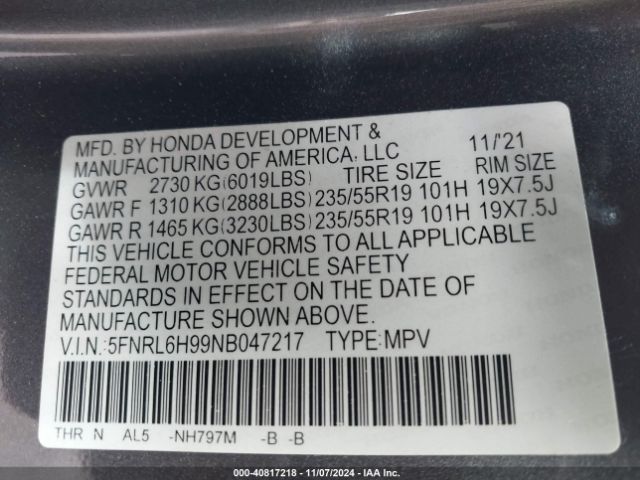 MFD. BY HONDA DEVELOPMENT &
MANUFACTURING OF AMERICA, LLC 11/'21
GVWR 2730 KG(6019LBS) TIRE SIZE RIM SIZE
GAWR F 1310 KG(2888LBS) 235/55R19 101H 19X7.5J
GAWR R 1465 KG(3230LBS) 235/55R19 101H 19X7.5J
THIS VEHICLE CONFORMS TO ALL APPLICABLE
FEDERAL MOTOR VEHICLE SAFETY
STANDARDS IN EFFECT ON THE DATE OF
MANUFACTURE SHOWN ABOVE.
V.I.N.:5FNRL6H99NB047217 TYPE:MPV
THR N AL5 -NH797M -B -B
000-40817218 - 11/07/2024 - IAA Inc.